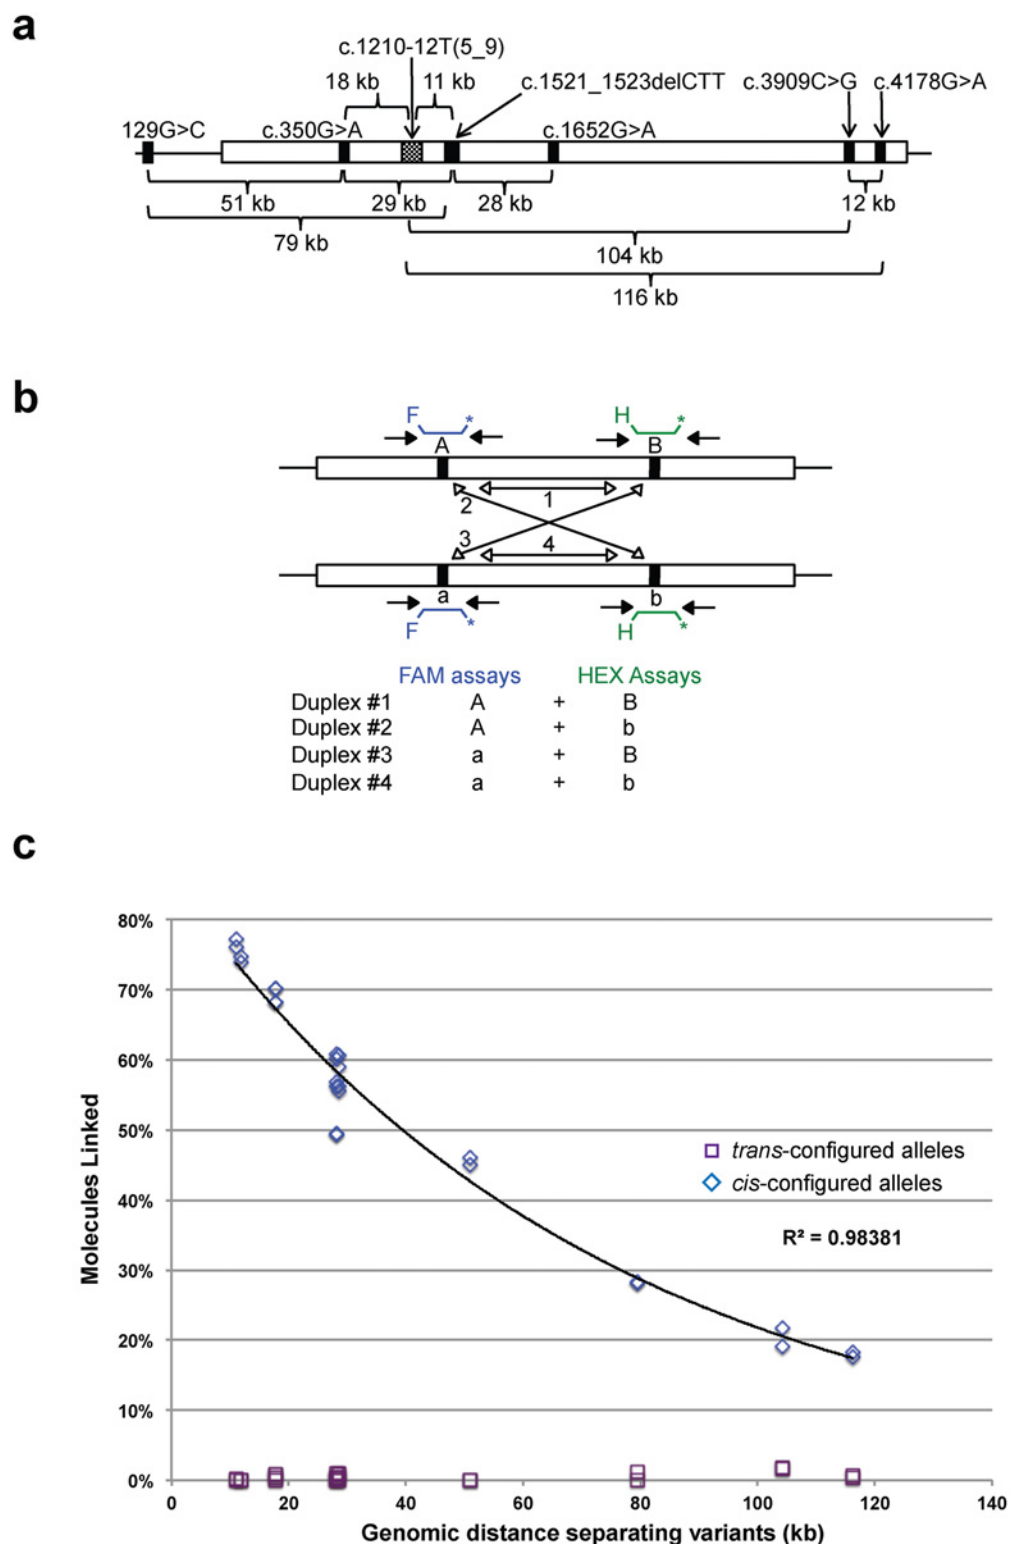 a
c.1210-12T(5_9)
18 kb
11 kb
c.1521_1523delCTT
c.3909C>G
c.4178G>A
129G>C
c.350G>A
c.1652G>A
51 kb
29 kb
28 kb
12 kb
79 kb
104 kb
116 kb
b
F * H *
A B
1
2
3
4
a b
F * H *
FAM assays HEX Assays
Duplex #1 A + B
Duplex #2 A + b
Duplex #3 a + B
Duplex #4 a + b
c
80%
70%
60%
50%
40%
30%
20%
10%
0%
Molecules Linked
trans-configured alleles
cis-configured alleles
R² = 0.98381
0 20 40 60 80 100 120 140
Genomic distance separating variants (kb)